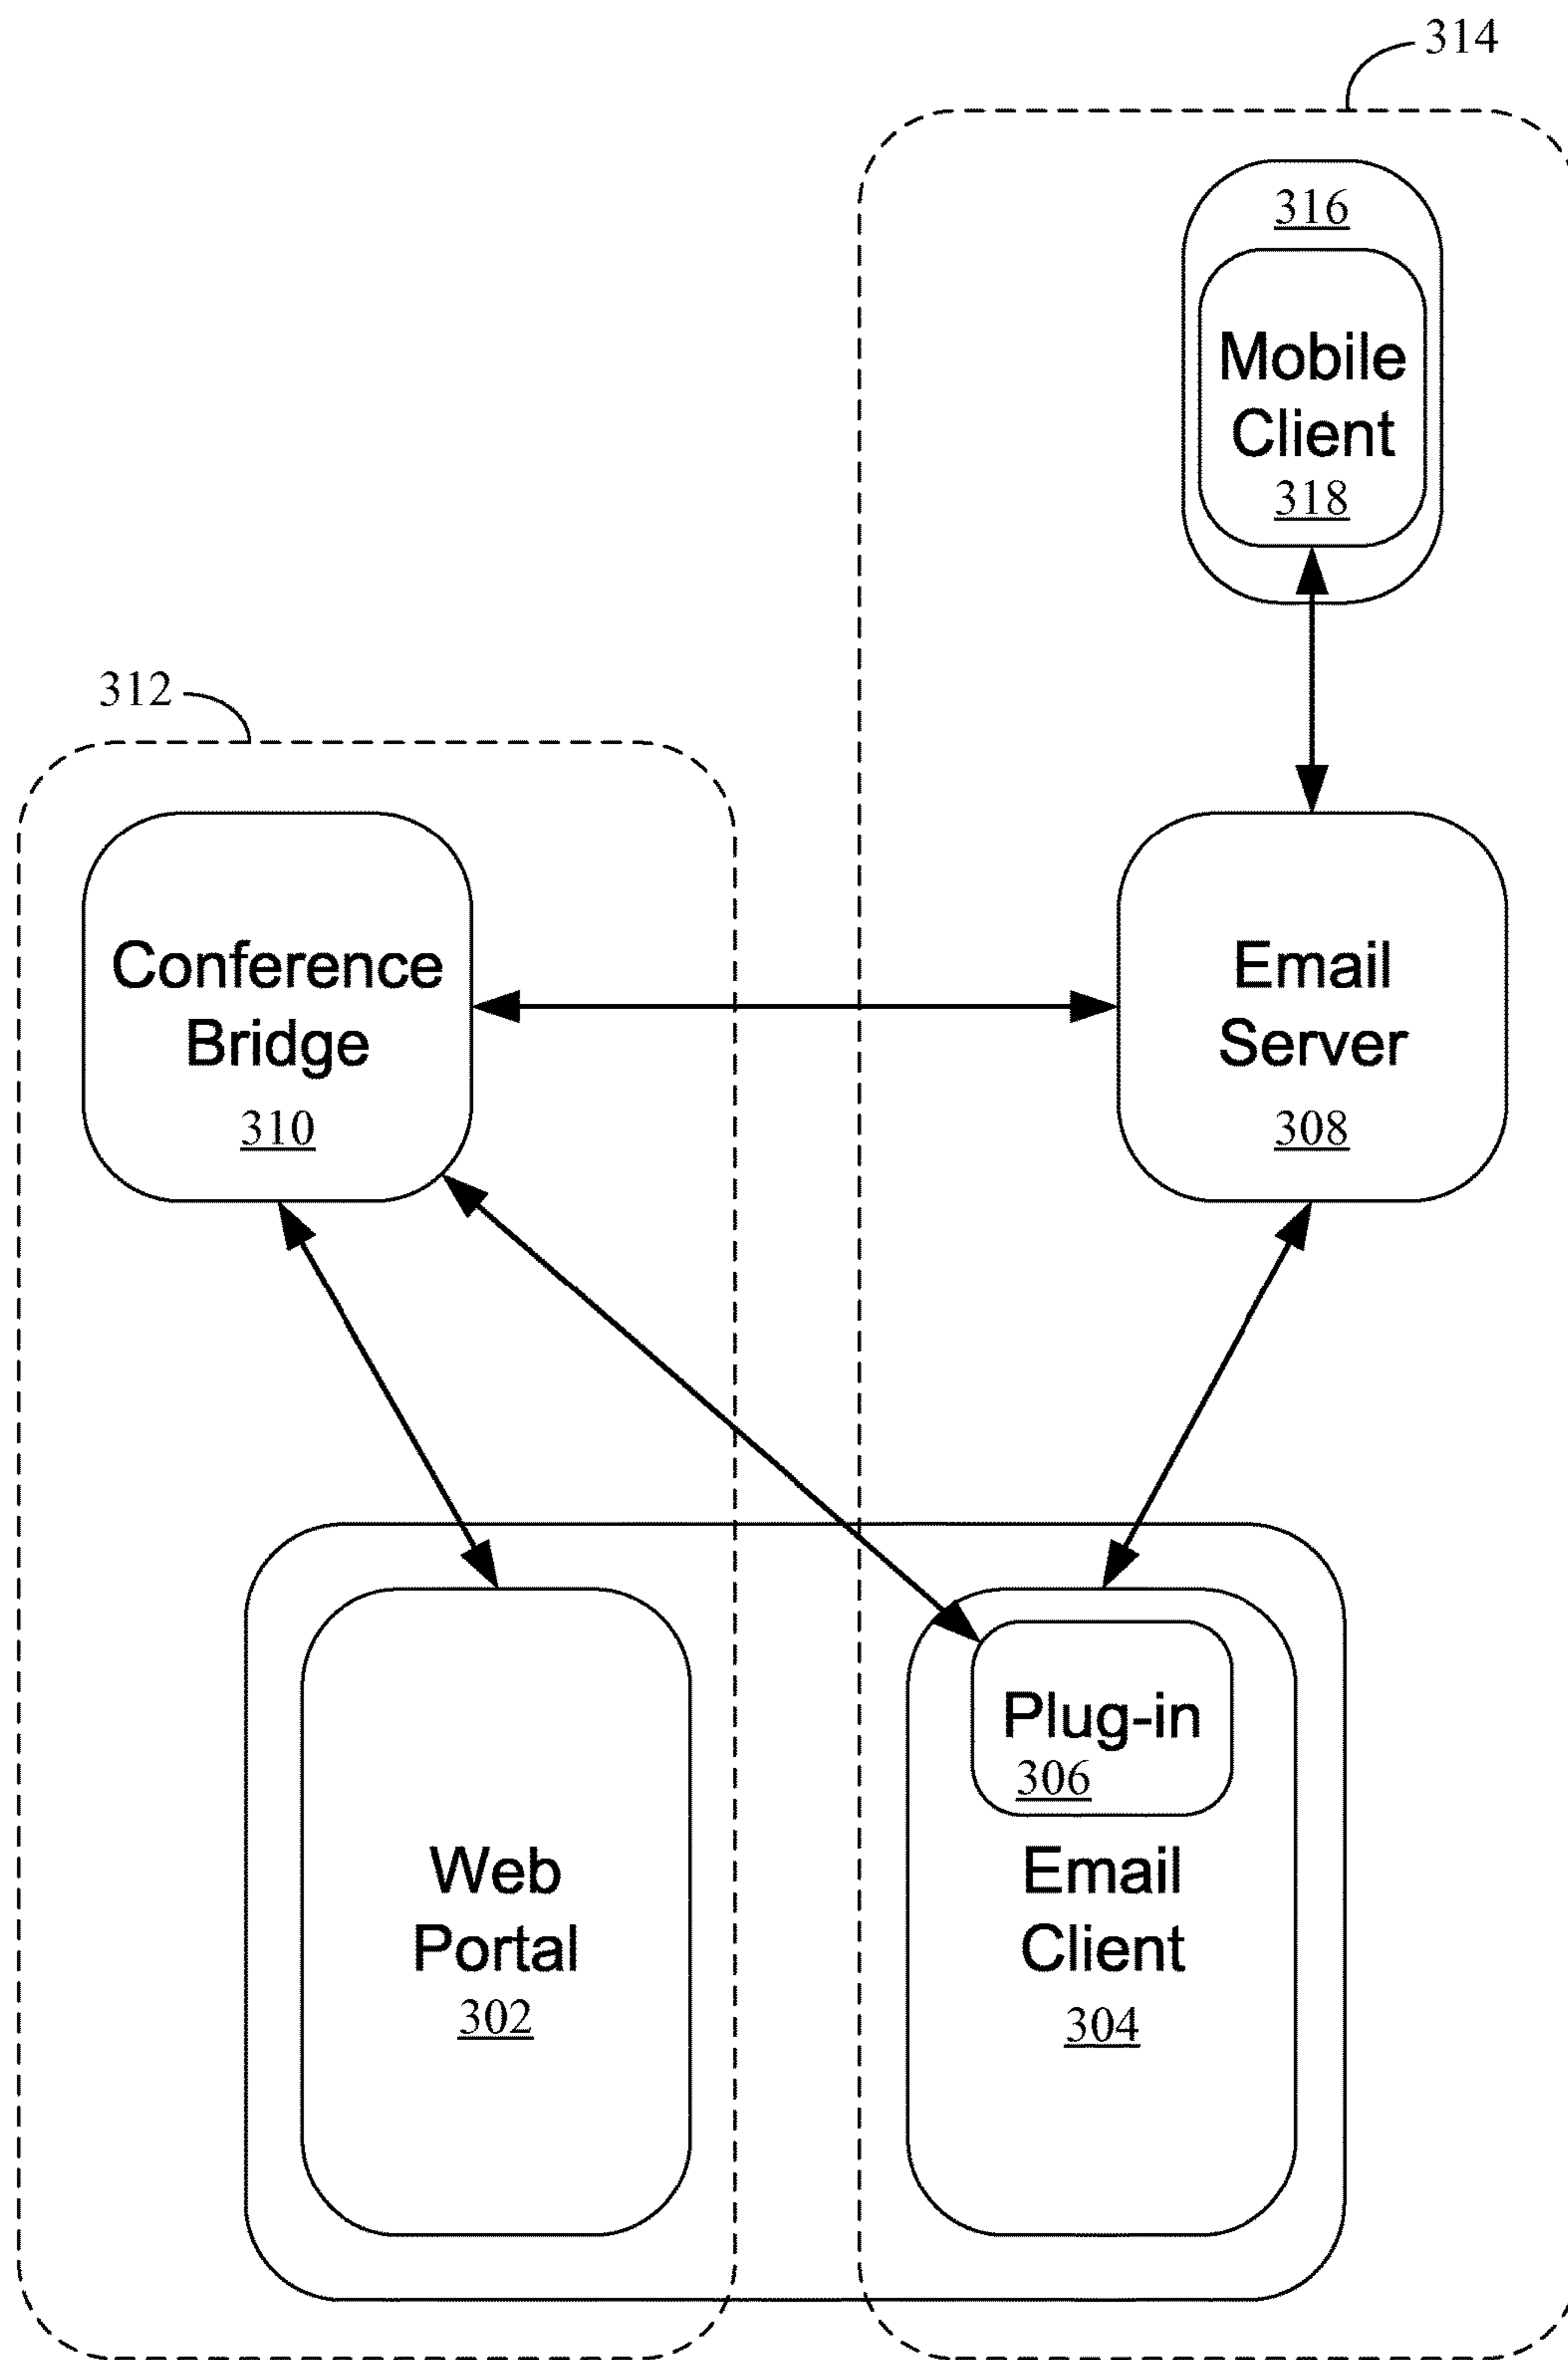 314
316
Mobile
Client
318
312
Conference
Bridge
310
Email
Server
308
Plug-in
306
Web
Portal
302
Email
Client
304